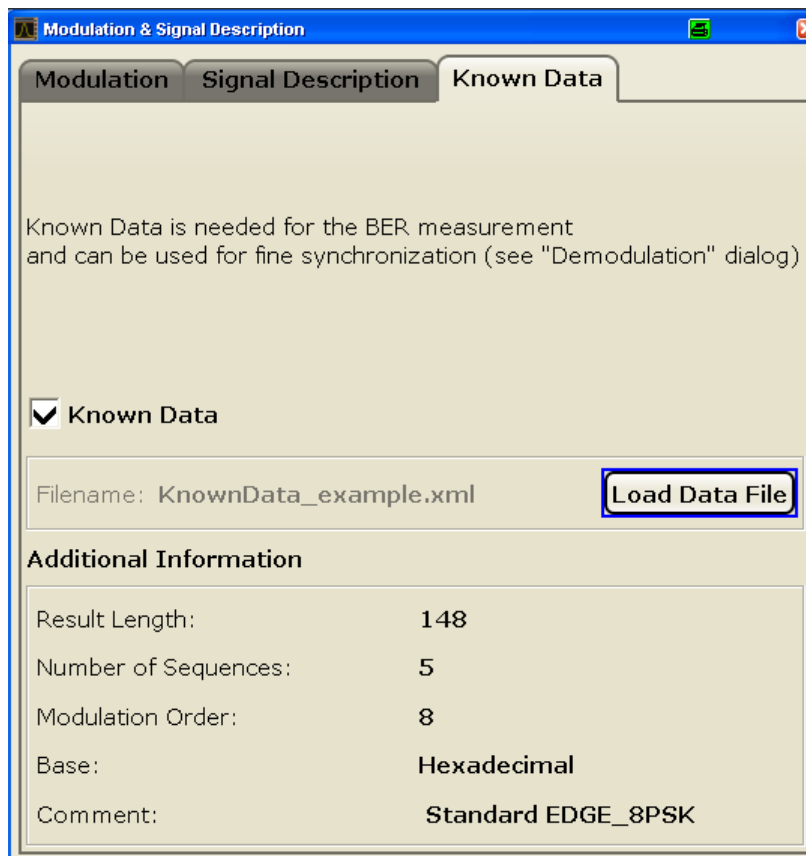 Modulation & Signal Description
Modulation Signal Description Known Data
Known Data is needed for the BER measurement
and can be used for fine synchronization (see "Demodulation" dialog)
Known Data
Filename: KnownData_example.xml Load Data File
Additional Information
Result Length: 148
Number of Sequences: 5
Modulation Order: 8
Base: Hexadecimal
Comment: Standard EDGE_8PSK